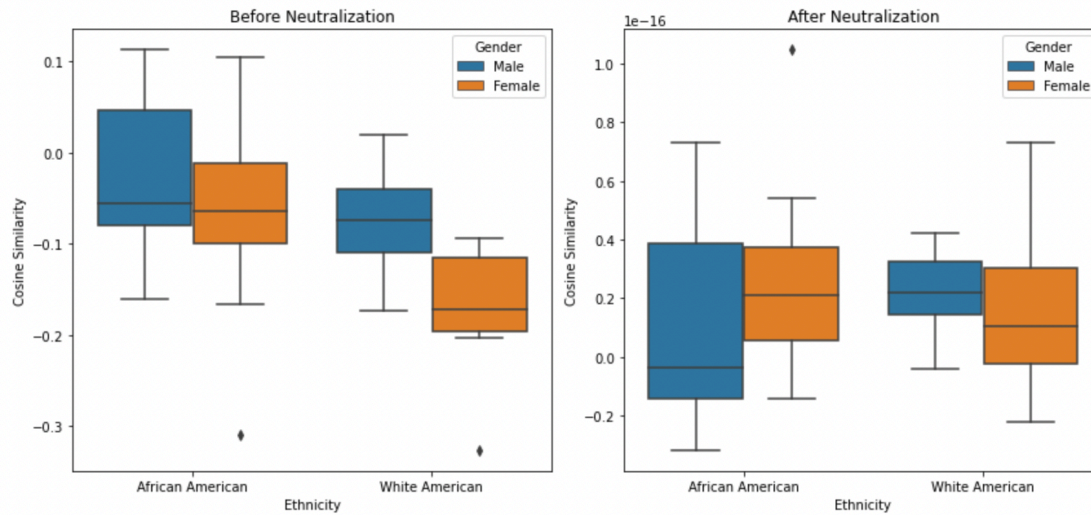 Before Neutralization
Gender
Male
Female
0.1
0.0
−0.1
−0.2
−0.3
Cosine Similarity
African American
White American
Ethnicity
After Neutralization
1e−16
Gender
Male
Female
1.0
0.8
0.6
0.4
0.2
0.0
−0.2
Cosine Similarity
African American
White American
Ethnicity